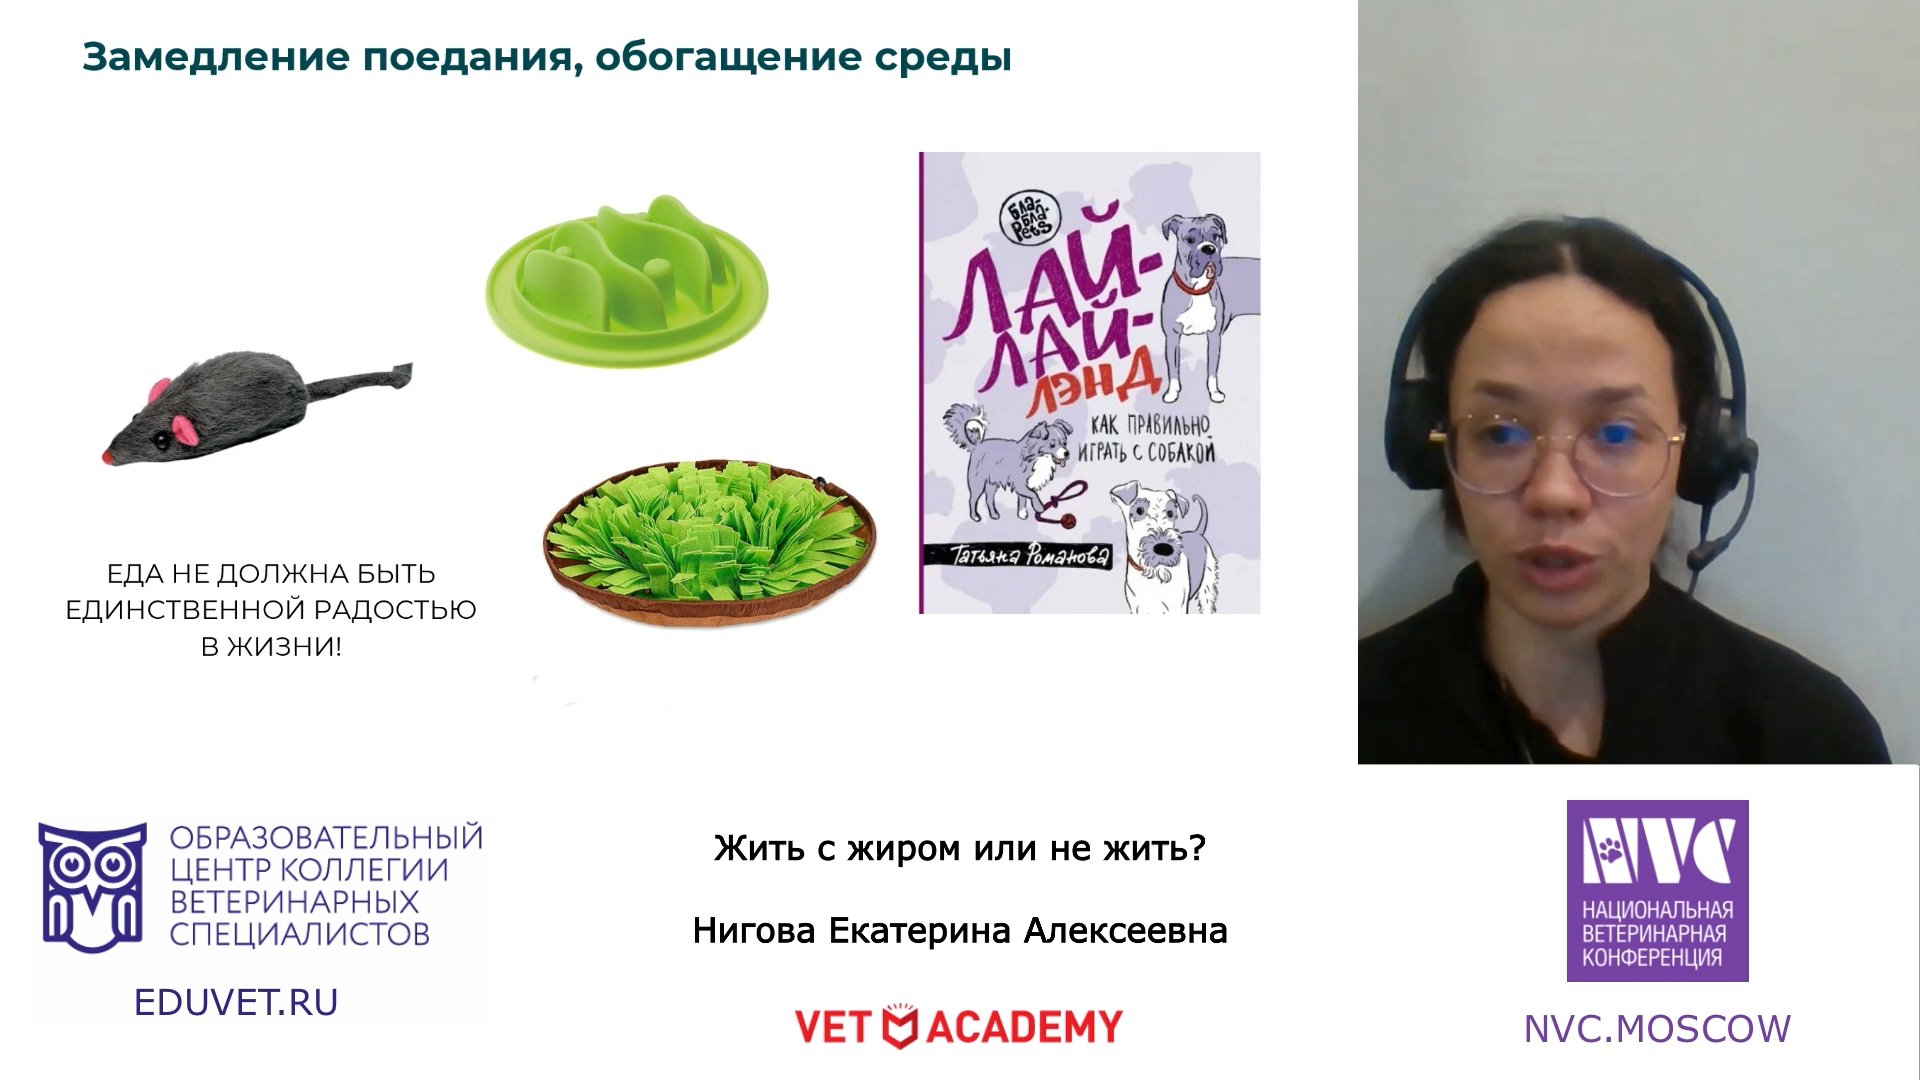 Замедление поедания, обогащение среды
Бла-
бла-
Pets
ЛАЙ-
ЛАЙ-
ЛЭНД
КАК ПРАВИЛЬНО
ИГРАТЬ С СОБАКОЙ
Татьяна Романова
ЕДА НЕ ДОЛЖНА БЫТЬ
ЕДИНСТВЕННОЙ РАДОСТЬЮ
В ЖИЗНИ!
ОБРАЗОВАТЕЛЬНЫЙ
ЦЕНТР КОЛЛЕГИИ
ВЕТЕРИНАРНЫХ
СПЕЦИАЛИСТОВ
EDUVET.RU
Жить с жиром или не жить?
Нигова Екатерина Алексеевна
VET ACADEMY
NVC
НАЦИОНАЛЬНАЯ
ВЕТЕРИНАРНАЯ
КОНФЕРЕНЦИЯ
NVC.MOSCOW